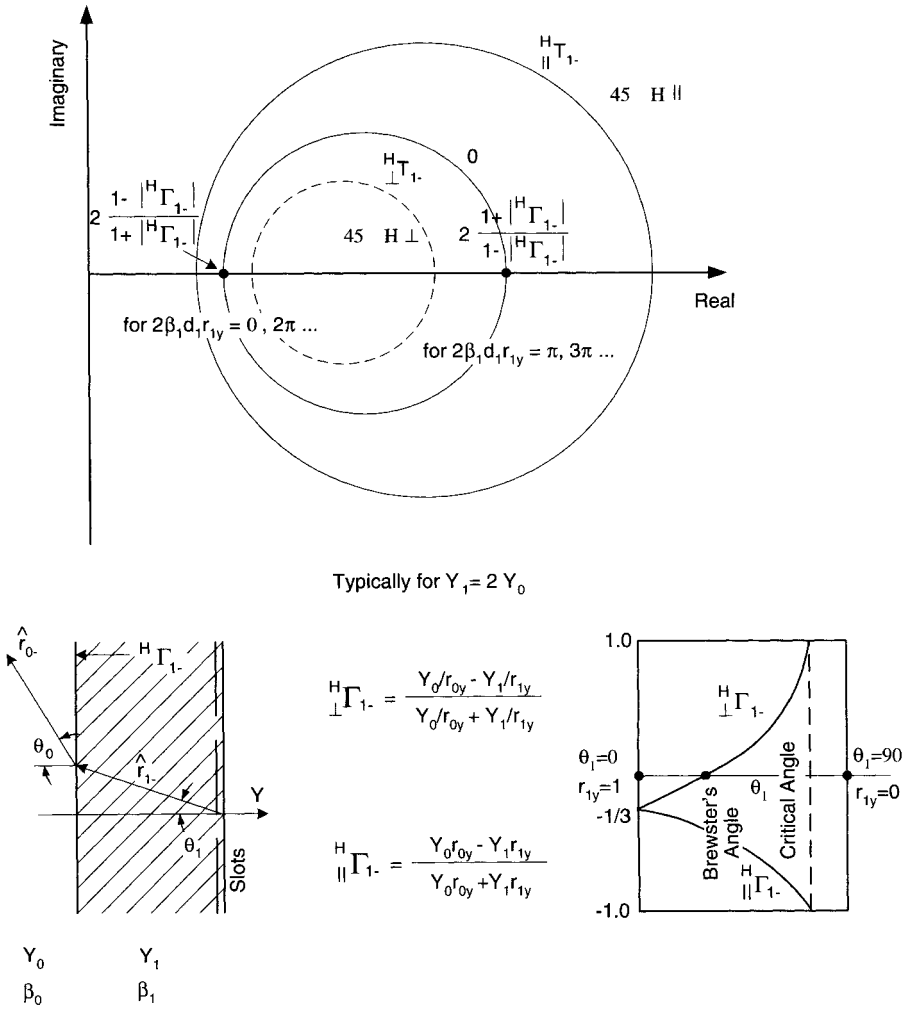 Imaginary
H∥T1-
45 H ∥
0
H⊥T1-
2 (1- |HΓ1-|)/(1+ |HΓ1-|)
45 H ⊥
2 (1+ |HΓ1-|)/(1- |HΓ1-|)
Real
for 2β1d1r1y = 0 , 2π ...
for 2β1d1r1y = π, 3π ...
Typically for Y1= 2 Y0
r̂0-
HΓ1-
θ0
r̂1-
Y
θ1
Slots
Y0 Y1
β0 β1
H⊥Γ1- = (Y0/r0y - Y1/r1y)/(Y0/r0y + Y1/r1y)
H∥Γ1- = (Y0r0y - Y1r1y)/(Y0r0y +Y1r1y)
1.0
H⊥Γ1-
θ1=0
r1y=1
θ1
θ1=90
r1y=0
-1/3
Brewster's
Angle
Critical Angle
H∥Γ1-
-1.0